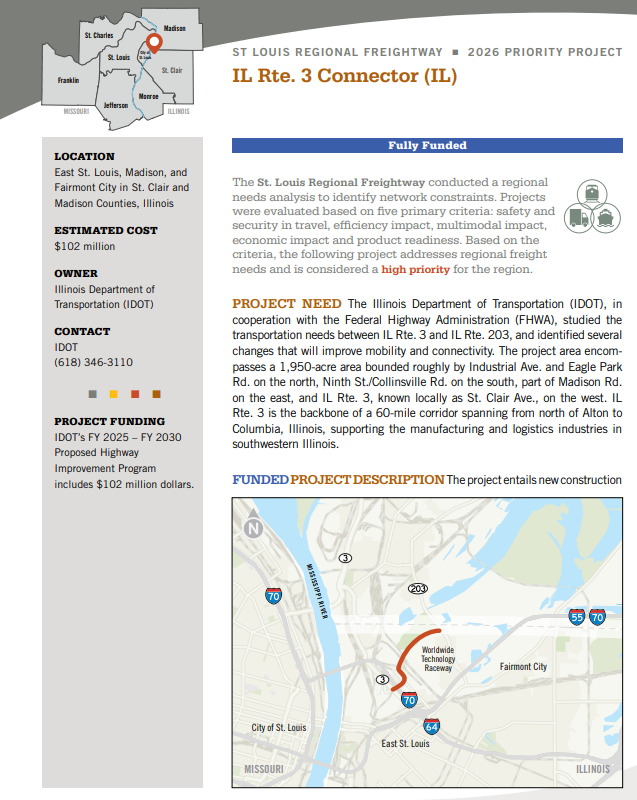 Madison
St. Charles
City of
St. Louis
St. Louis
St. Clair
Franklin
Monroe
Jefferson
MISSOURI
ILLINOIS
ST LOUIS REGIONAL FREIGHTWAY ■ 2026 PRIORITY PROJECT
IL Rte. 3 Connector (IL)
LOCATION
East St. Louis, Madison, and
Fairmont City in St. Clair and
Madison Counties, Illinois
ESTIMATED COST
$102 million
OWNER
Illinois Department of
Transportation (IDOT)
CONTACT
IDOT
(618) 346-3110
PROJECT FUNDING
IDOT's FY 2025 – FY 2030
Proposed Highway
Improvement Program
includes $102 million dollars.
Fully Funded
The St. Louis Regional Freightway conducted a regional
needs analysis to identify network constraints. Projects
were evaluated based on five primary criteria: safety and
security in travel, efficiency impact, multimodal impact,
economic impact and product readiness. Based on the
criteria, the following project addresses regional freight
needs and is considered a high priority for the region.
PROJECT NEED The Illinois Department of Transportation (IDOT), in
cooperation with the Federal Highway Administration (FHWA), studied the
transportation needs between IL Rte. 3 and IL Rte. 203, and identified several
changes that will improve mobility and connectivity. The project area encom-
passes a 1,950-acre area bounded roughly by Industrial Ave. and Eagle Park
Rd. on the north, Ninth St./Collinsville Rd. on the south, part of Madison Rd.
on the east, and IL Rte. 3, known locally as St. Clair Ave., on the west. IL
Rte. 3 is the backbone of a 60-mile corridor spanning from north of Alton to
Columbia, Illinois, supporting the manufacturing and logistics industries in
southwestern Illinois.
FUNDED PROJECT DESCRIPTION The project entails new construction
N
3
MISSISSIPPI RIVER
203
70
55 70
Worldwide
Technology
Raceway
Fairmont City
3
70
64
City of St. Louis
East St. Louis
MISSOURI
ILLINOIS